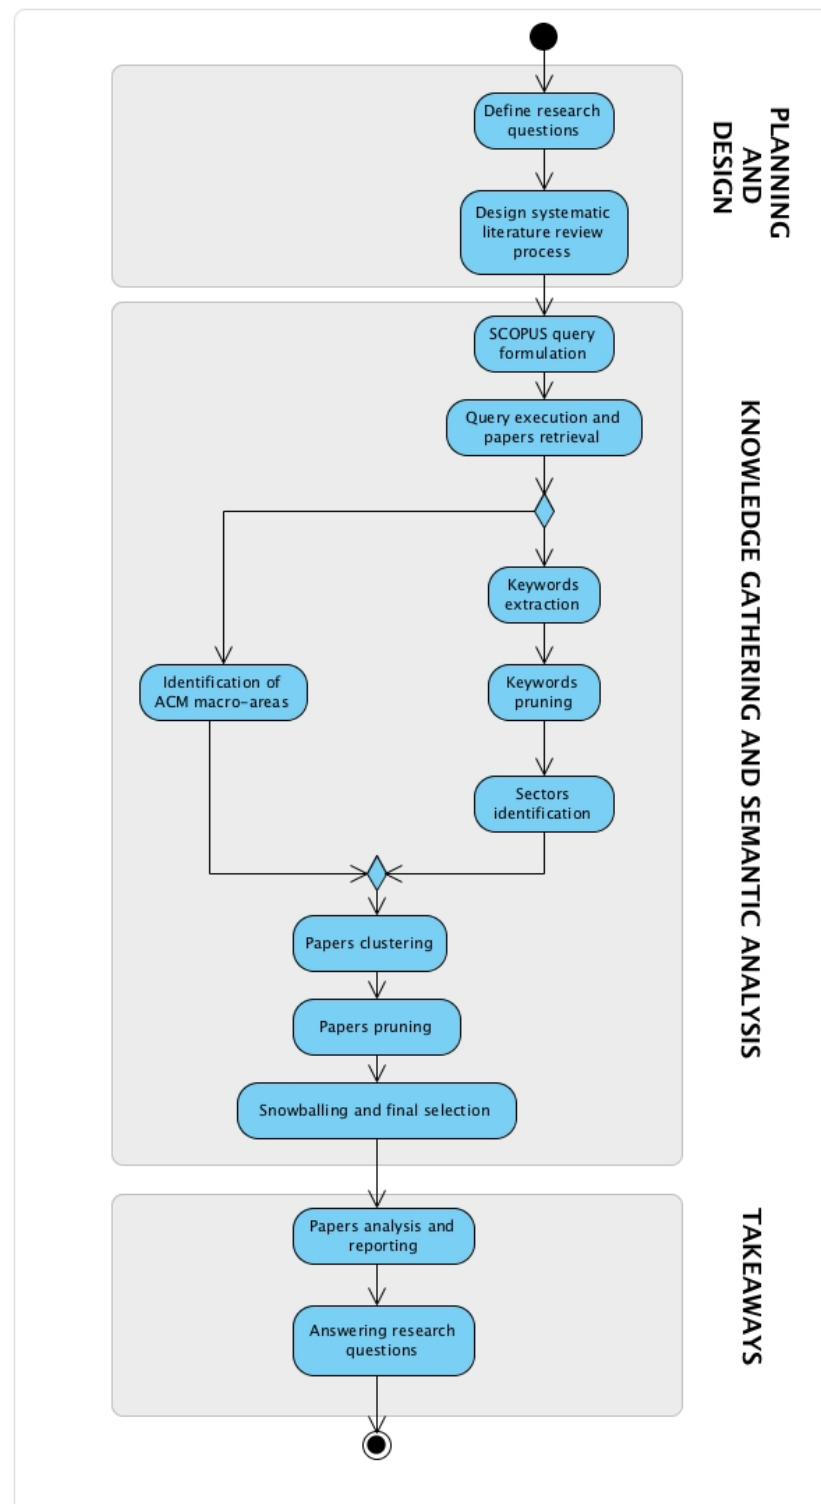 PLANNING
AND
DESIGN
Define research
questions
Design systematic
literature review
process
KNOWLEDGE GATHERING AND SEMANTIC ANALYSIS
SCOPUS query
formulation
Query execution and
papers retrieval
Keywords
extraction
Identification of
ACM macro-areas
Keywords
pruning
Sectors
identification
Papers clustering
Papers pruning
Snowballing and final selection
TAKEAWAYS
Papers analysis and
reporting
Answering research
questions